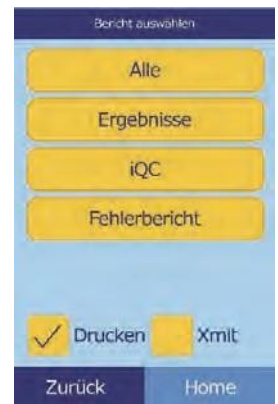 Bericht auswählen
Alle
Ergebnisse
iQC
Fehlerbericht
Drucken Xmit
Zurück Home